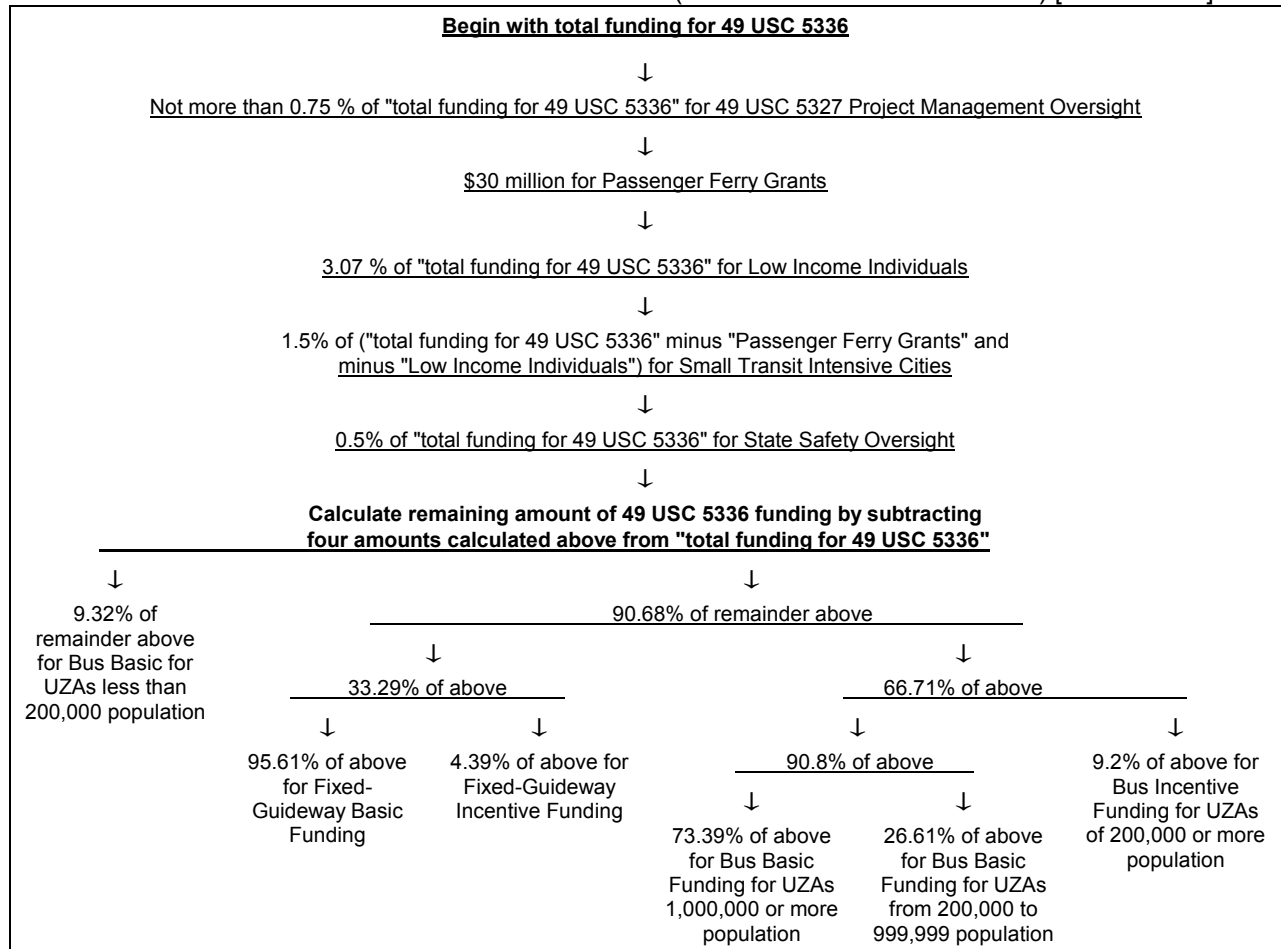 Begin with total funding for 49 USC 5336
↓
Not more than 0.75 % of "total funding for 49 USC 5336" for 49 USC 5327 Project Management Oversight
↓
$30 million for Passenger Ferry Grants
↓
3.07 % of "total funding for 49 USC 5336" for Low Income Individuals
↓
1.5% of ("total funding for 49 USC 5336" minus "Passenger Ferry Grants" and
minus "Low Income Individuals") for Small Transit Intensive Cities
↓
0.5% of "total funding for 49 USC 5336" for State Safety Oversight
↓
Calculate remaining amount of 49 USC 5336 funding by subtracting
four amounts calculated above from "total funding for 49 USC 5336"
↓ ↓
9.32% of
remainder above
for Bus Basic for
UZAs less than
200,000 population
90.68% of remainder above
↓ ↓
33.29% of above
66.71% of above
↓ ↓ ↓ ↓
95.61% of above
for Fixed-
Guideway Basic
Funding
4.39% of above for
Fixed-Guideway
Incentive Funding
90.8% of above
9.2% of above for
Bus Incentive
Funding for UZAs
of 200,000 or more
population
↓ ↓
73.39% of above
for Bus Basic
Funding for UZAs
1,000,000 or more
population
26.61% of above
for Bus Basic
Funding for UZAs
from 200,000 to
999,999 population